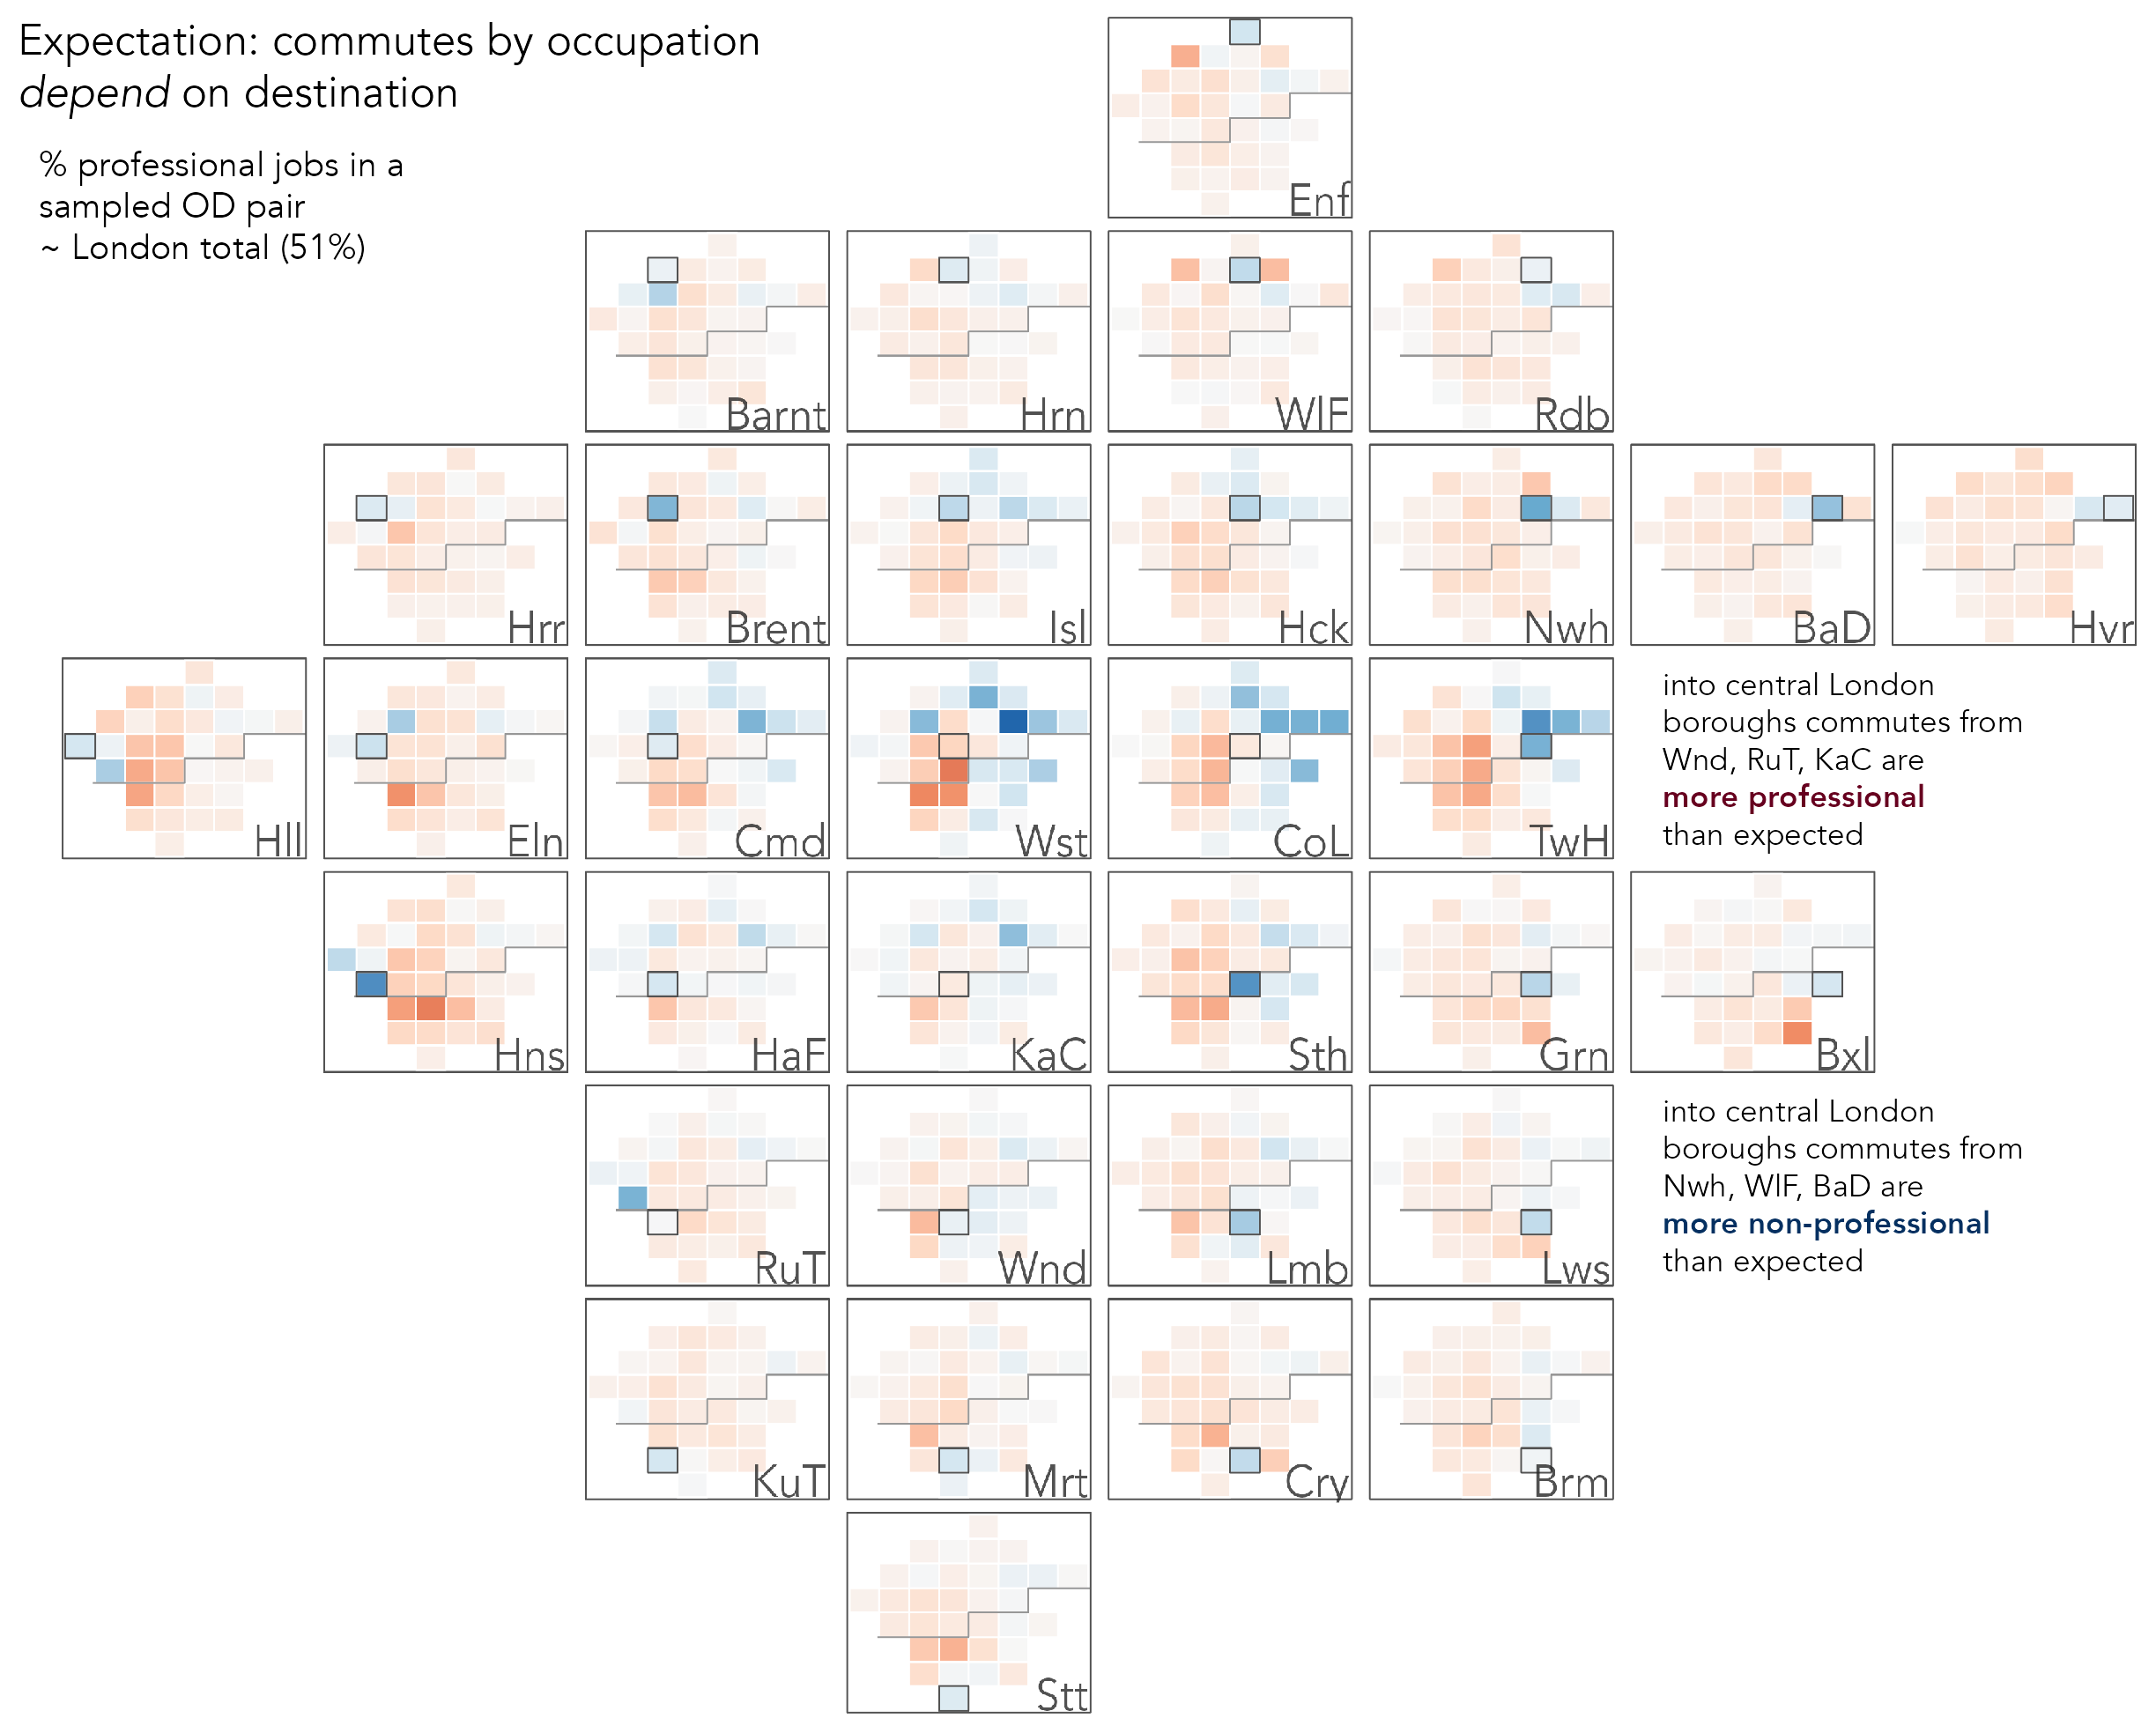 Expectation: commutes by occupation
depend on destination
% professional jobs in a
sampled OD pair
~ London total (51%)
Enf
Barnt
Hrn
WlF
Rdb
Hrr
Brent
Isl
Hck
Nwh
BaD
Hvr
Hll
Eln
Cmd
Wst
CoL
TwH
into central London
boroughs commutes from
Wnd, RuT, KaC are
more professional
than expected
Hns
HaF
KaC
Sth
Grn
Bxl
RuT
Wnd
Lmb
Lws
into central London
boroughs commutes from
Nwh, WlF, BaD are
more non-professional
than expected
KuT
Mrt
Cry
Brm
Stt